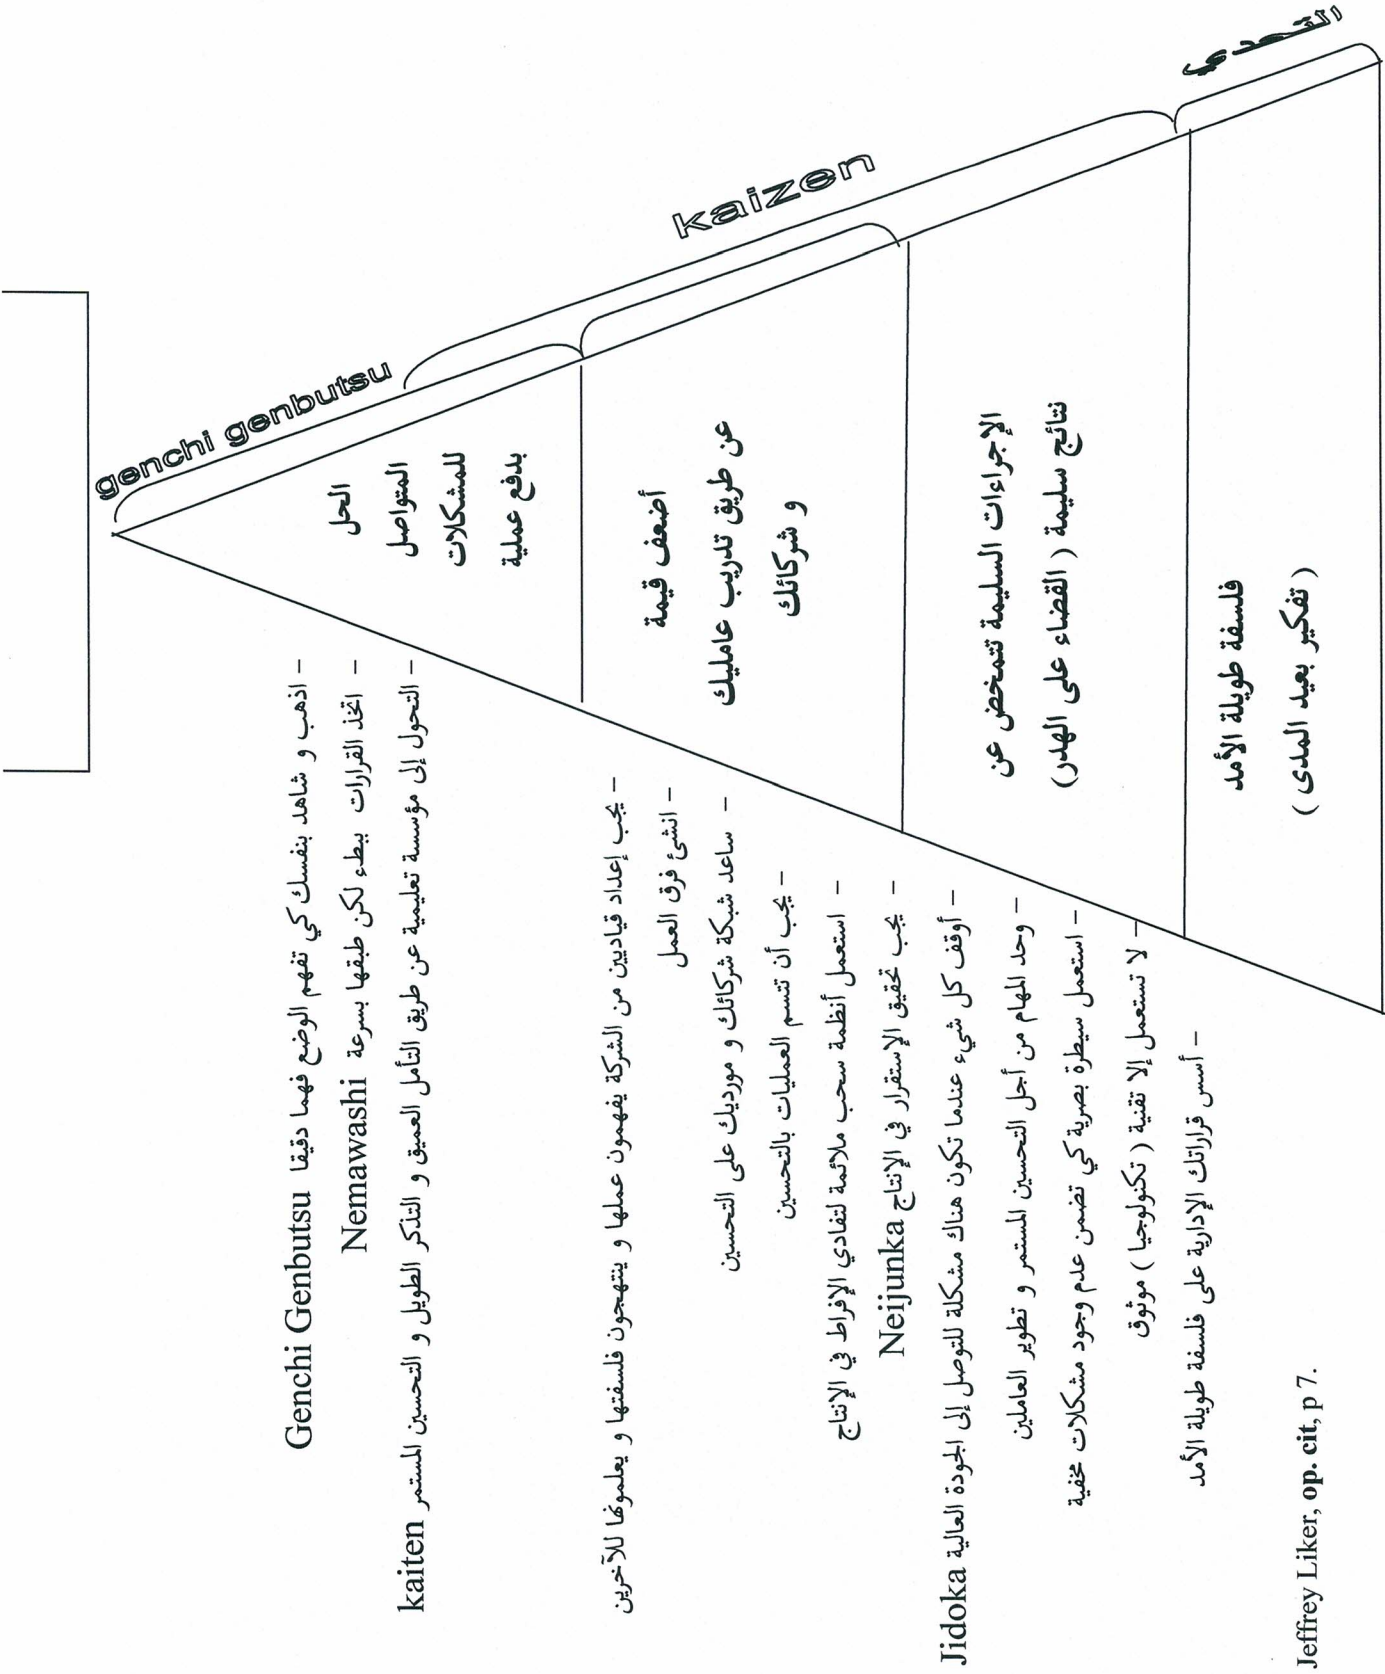 genchi genbutsu
kaizen
التحدي
الحل
المتواصل
للمشكلات
بدفع عملية
أضعف قيمة
عن طريق تدريب عامليك
و شركائك
الإجراءات السليمة تتمخض عن
نتائج سليمة ( القضاء على الهدر)
فلسفة طويلة الأمد
( تفكير بعيد المدى )
– اذهب و شاهد بنفسك كي تفهم الوضع فهما دقيقا Genchi Genbutsu
– اتخذ القرارات ببطء لكن طبقها بسرعة Nemawashi
– التحول إلى مؤسسة تعليمية عن طريق التأمل العميق و التذكر الطويل و التحسين المستمر kaiten
– يجب إعداد قياديين من الشركة يفهمون عملها و ينتهجون فلسفتها و يعلموها للآخرين
– انشئ فرق العمل
– ساعد شبكة شركائك و مورديك على التحسين
– يجب أن تتسم العمليات بالتحسين
– استعمل أنظمة سحب ملائمة لتفادي الإفراط في الإنتاج
– يجب تحقيق الإستقرار في الإنتاج Neijunka
– أوقف كل شيء عندما تكون هناك مشكلة للتوصل إلى الجودة العالية Jidoka
– وحد المهام من أجل التحسين المستمر و تطوير العاملين
– استعمل سيطرة بصرية كي تضمن عدم وجود مشكلات مخفية
– لا تستعمل إلا تقنية ( تكنولوجيا ) موثوق
– أسس قراراتك الإدارية على فلسفة طويلة الأمد
Jeffrey Liker, op. cit, p 7.